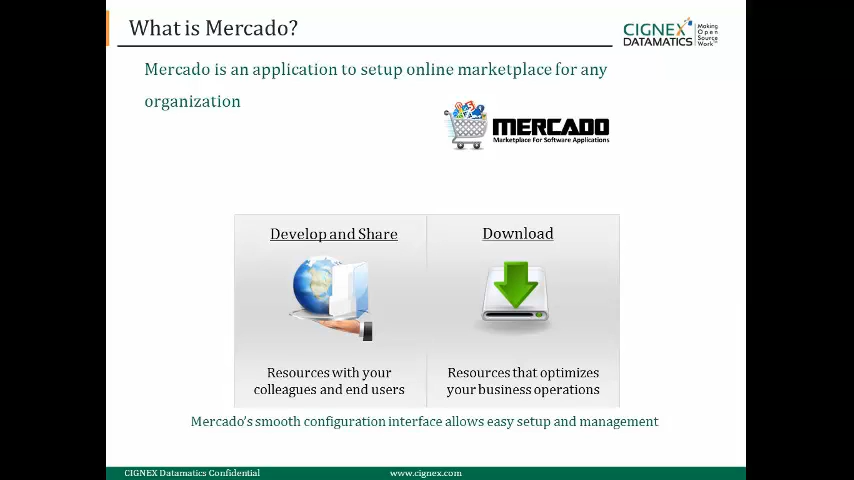 What is Mercado?
CIGNEX
DATAMATICS
Making
Open
Source
Work™
Mercado is an application to setup online marketplace for any
organization
MERCADO
Marketplace For Software Applications
Develop and Share
Download
Resources with your
colleagues and end users
Resources that optimizes
your business operations
Mercado's smooth configuration interface allows easy setup and management
CIGNEX Datamatics Confidential
www.cignex.com